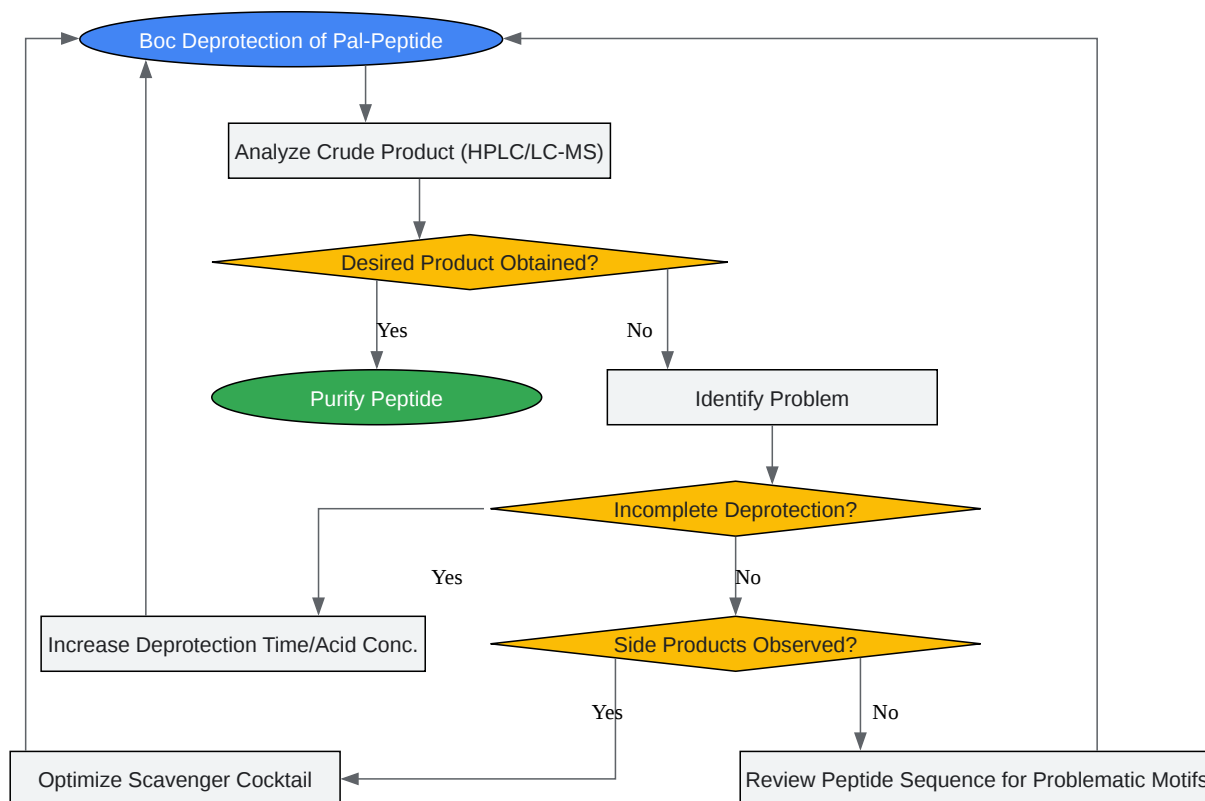 Boc Deprotection of Pal-Peptide
Analyze Crude Product (HPLC/LC-MS)
Desired Product Obtained?
Yes
No
Purify Peptide
Identify Problem
Incomplete Deprotection?
Yes
No
Increase Deprotection Time/Acid Conc.
Side Products Observed?
Yes
No
Optimize Scavenger Cocktail
Review Peptide Sequence for Problematic Motifs